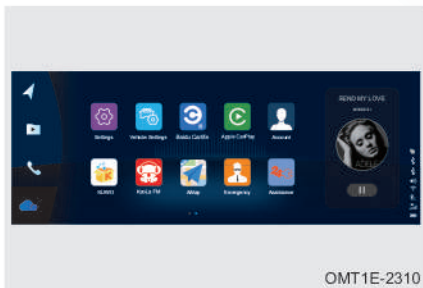 SEND MY LOVE
Settings
Vehicle Settings
Baidu Carlife
Apple CarPlay
Account
ADELE
KuWO
KaoLa FM
AMap
Emergency
Assistance
OMT1E-2310